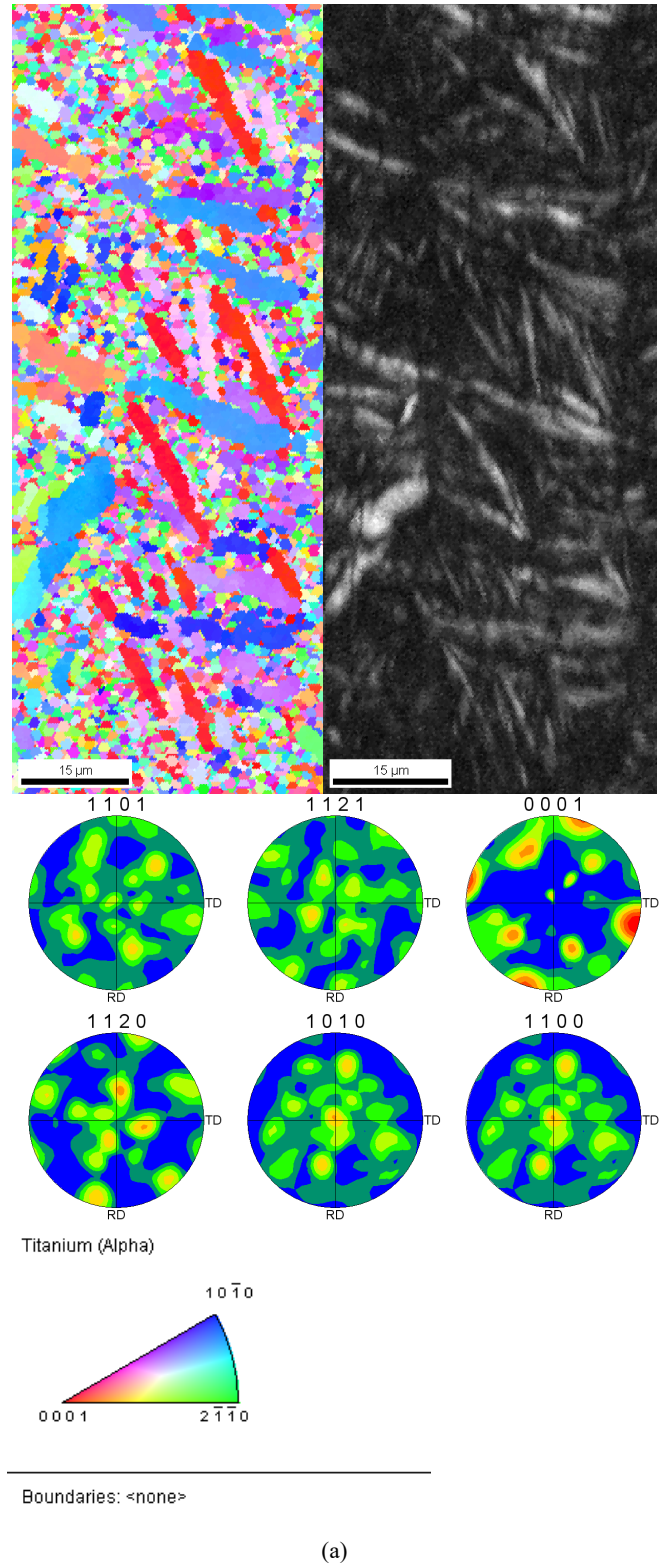 15 µm 15 µm
1 1 0 1 1 1 2 1 0 0 0 1
TD TD TD
RD RD RD
1 1 2 0 1 0 1 0 1 1 0 0
TD TD TD
RD RD RD
Titanium (Alpha)
1 0 1̅ 0
0 0 0 1 2 1̅ 1̅ 0
Boundaries: <none>
(a)